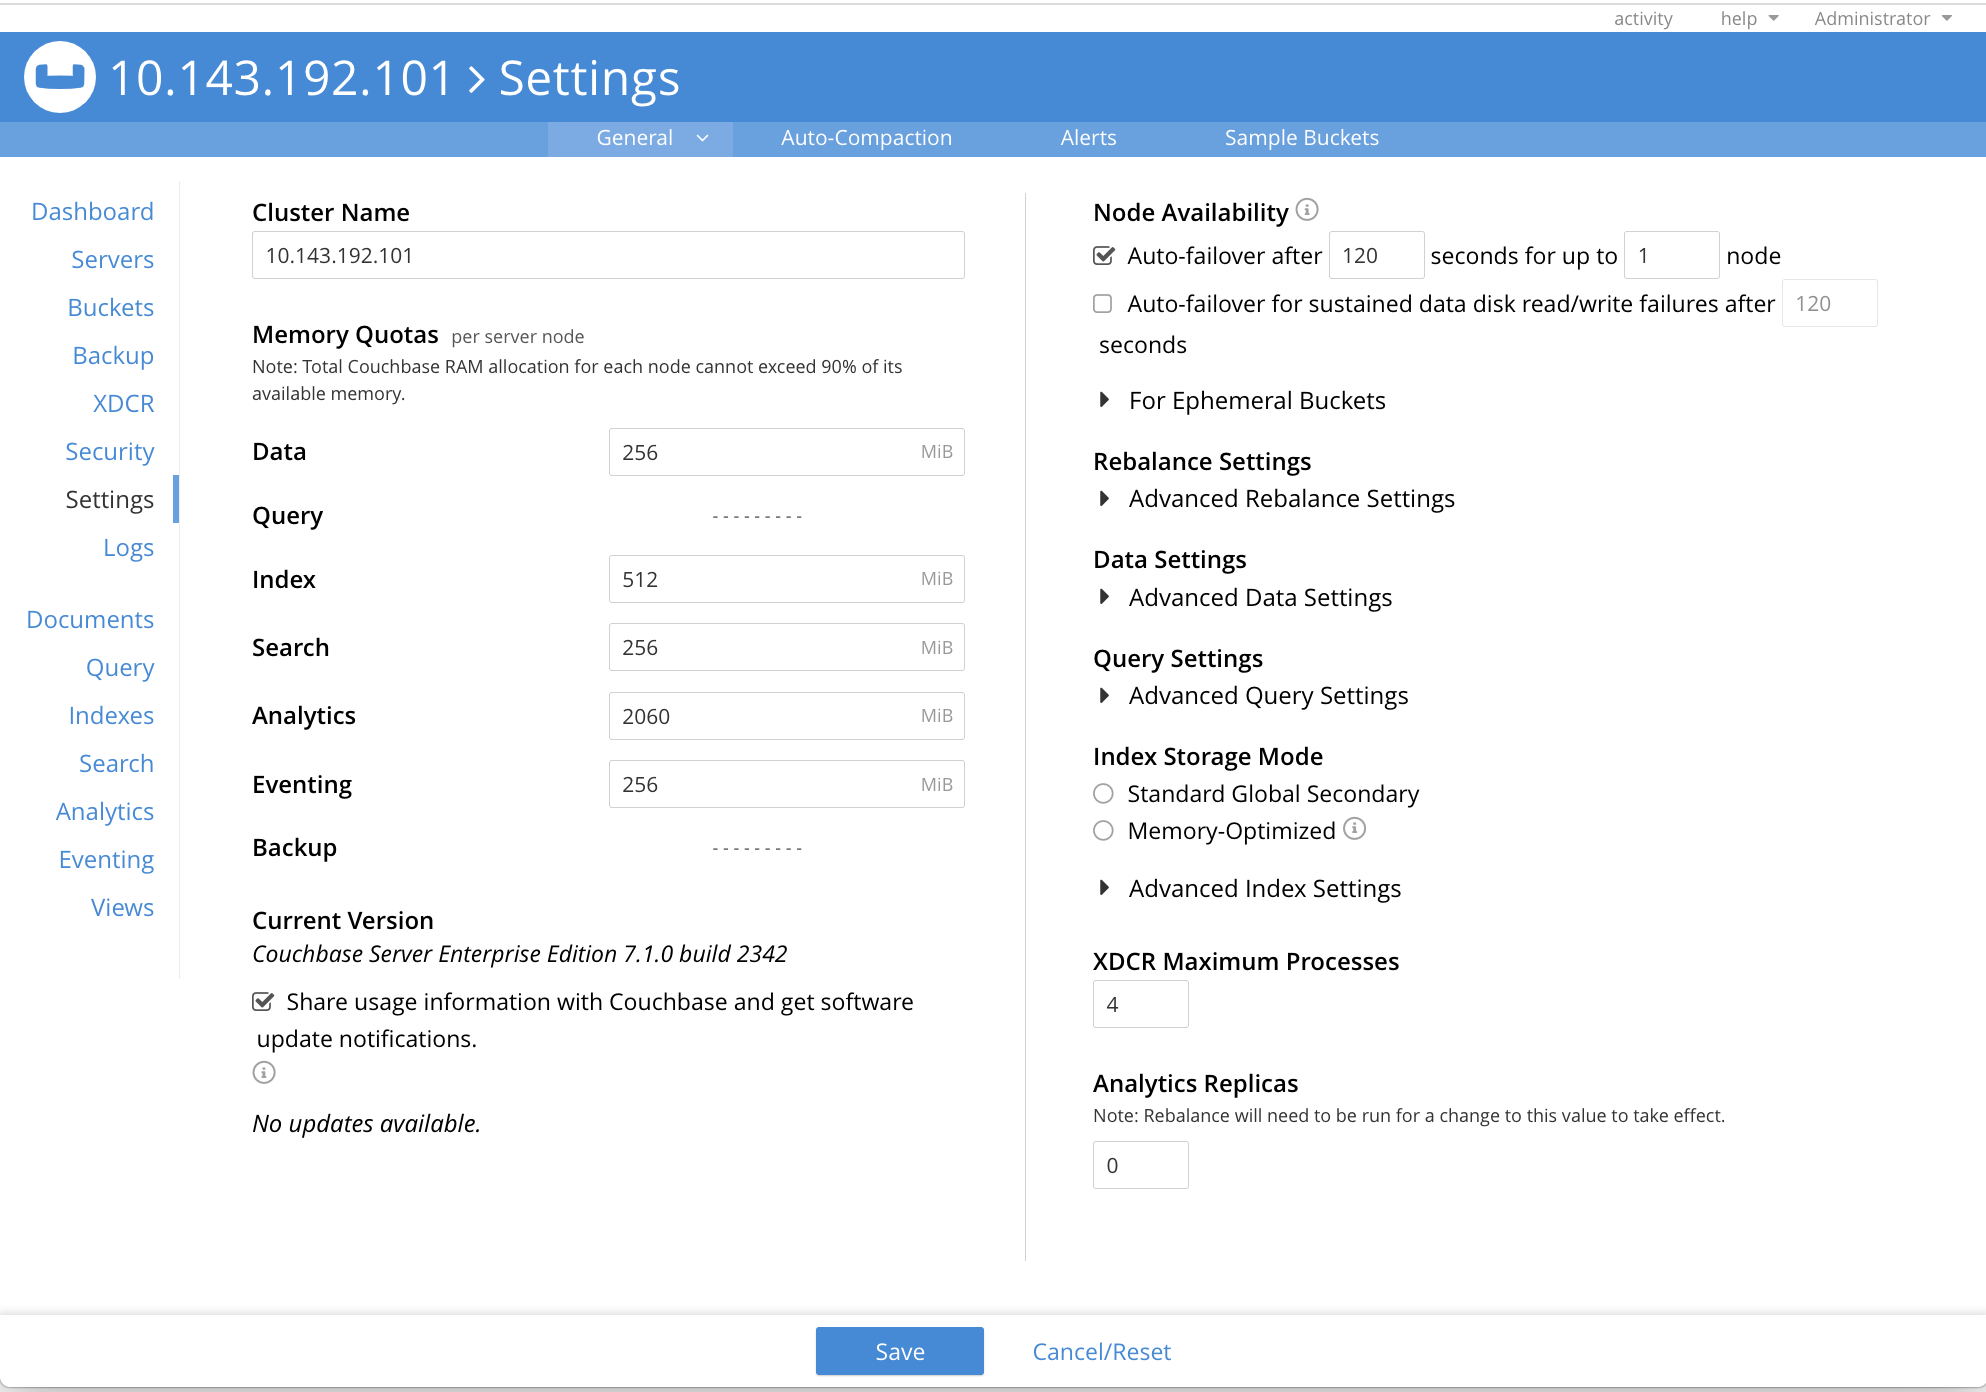 activity help Administrator
10.143.192.101 > Settings
General Auto-Compaction Alerts Sample Buckets
Dashboard
Servers
Buckets
Backup
XDCR
Security
Settings
Logs
Documents
Query
Indexes
Search
Analytics
Eventing
Views
Cluster Name
10.143.192.101
Memory Quotas per server node
Note: Total Couchbase RAM allocation for each node cannot exceed 90% of its
available memory.
Data 256 MiB
Query ---------
Index 512 MiB
Search 256 MiB
Analytics 2060 MiB
Eventing 256 MiB
Backup ---------
Current Version
Couchbase Server Enterprise Edition 7.1.0 build 2342
Share usage information with Couchbase and get software
update notifications.
No updates available.
Node Availability
Auto-failover after 120 seconds for up to 1 node
Auto-failover for sustained data disk read/write failures after 120
seconds
For Ephemeral Buckets
Rebalance Settings
Advanced Rebalance Settings
Data Settings
Advanced Data Settings
Query Settings
Advanced Query Settings
Index Storage Mode
Standard Global Secondary
Memory-Optimized
Advanced Index Settings
XDCR Maximum Processes
4
Analytics Replicas
Note: Rebalance will need to be run for a change to this value to take effect.
0
Save Cancel/Reset